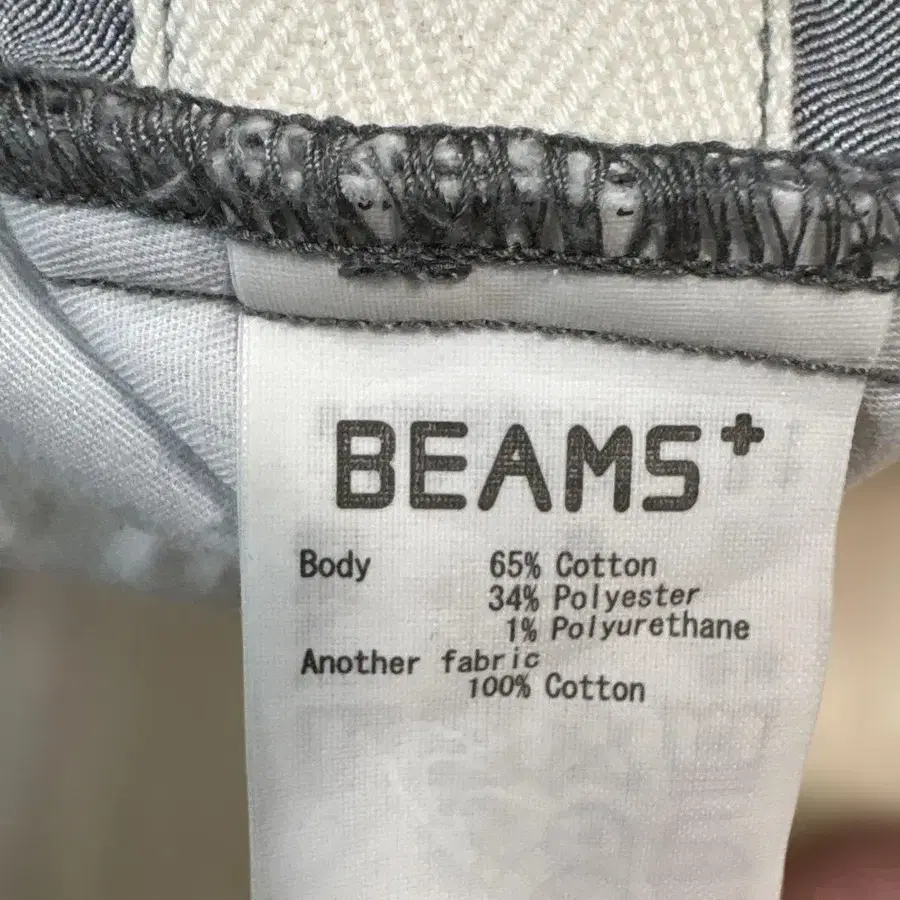 BEAMS+
Body 65% Cotton
34% Polyester
1% Polyurethane
Another fabric
100% Cotton